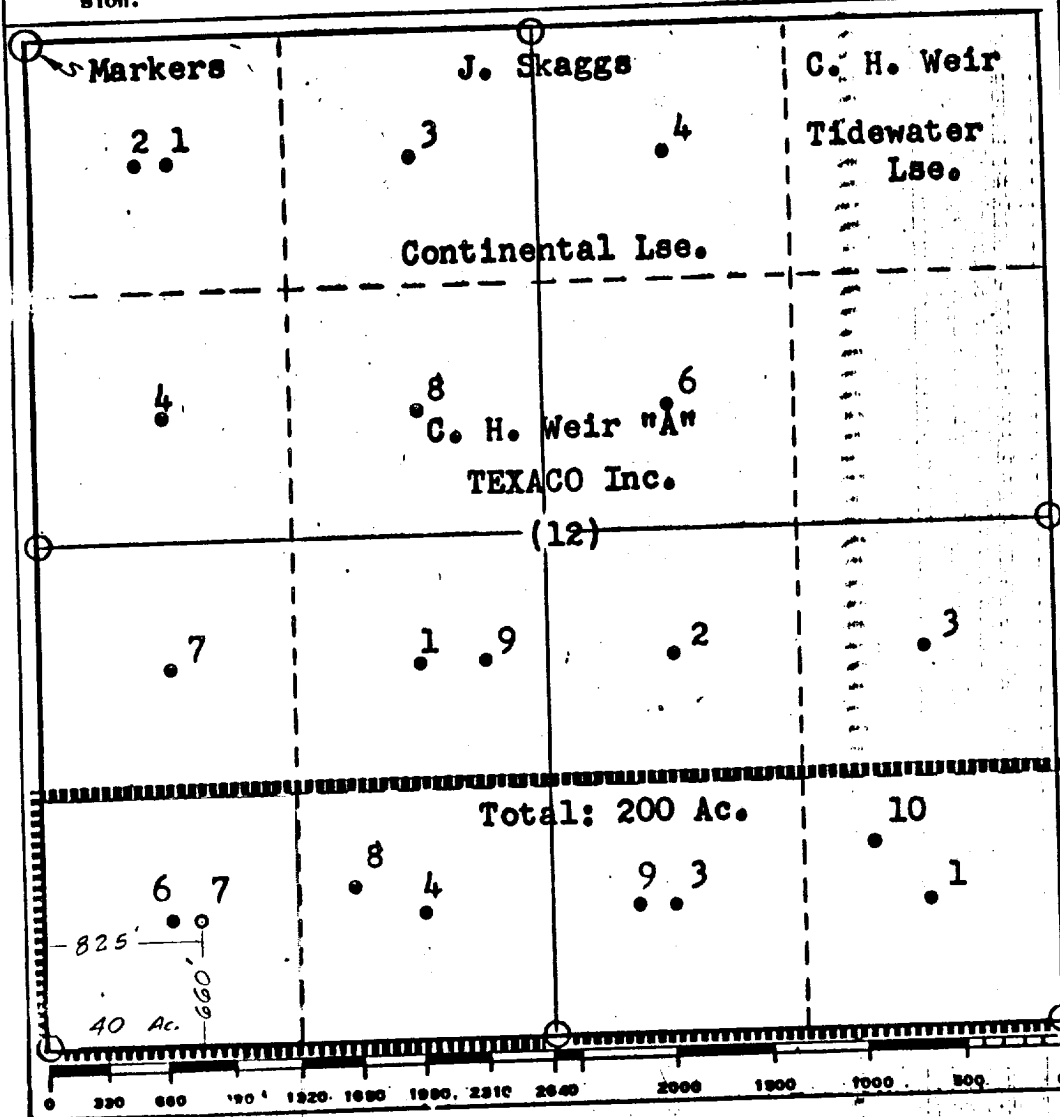 sion.
Markers J. Skaggs C. H. Weir
2 1 3 4 Tidewater
Lse.
Continental Lse.
4 8 6
C. H. Weir "A"
TEXACO Inc.
(12)
7 1 9 2 3
Total: 200 Ac. 10
8
6 7 4 9 3 1
825'
660'
40 Ac.
0 330 660 990 1320. 1650 1980. 2310 2640 2000 1500 1000 500